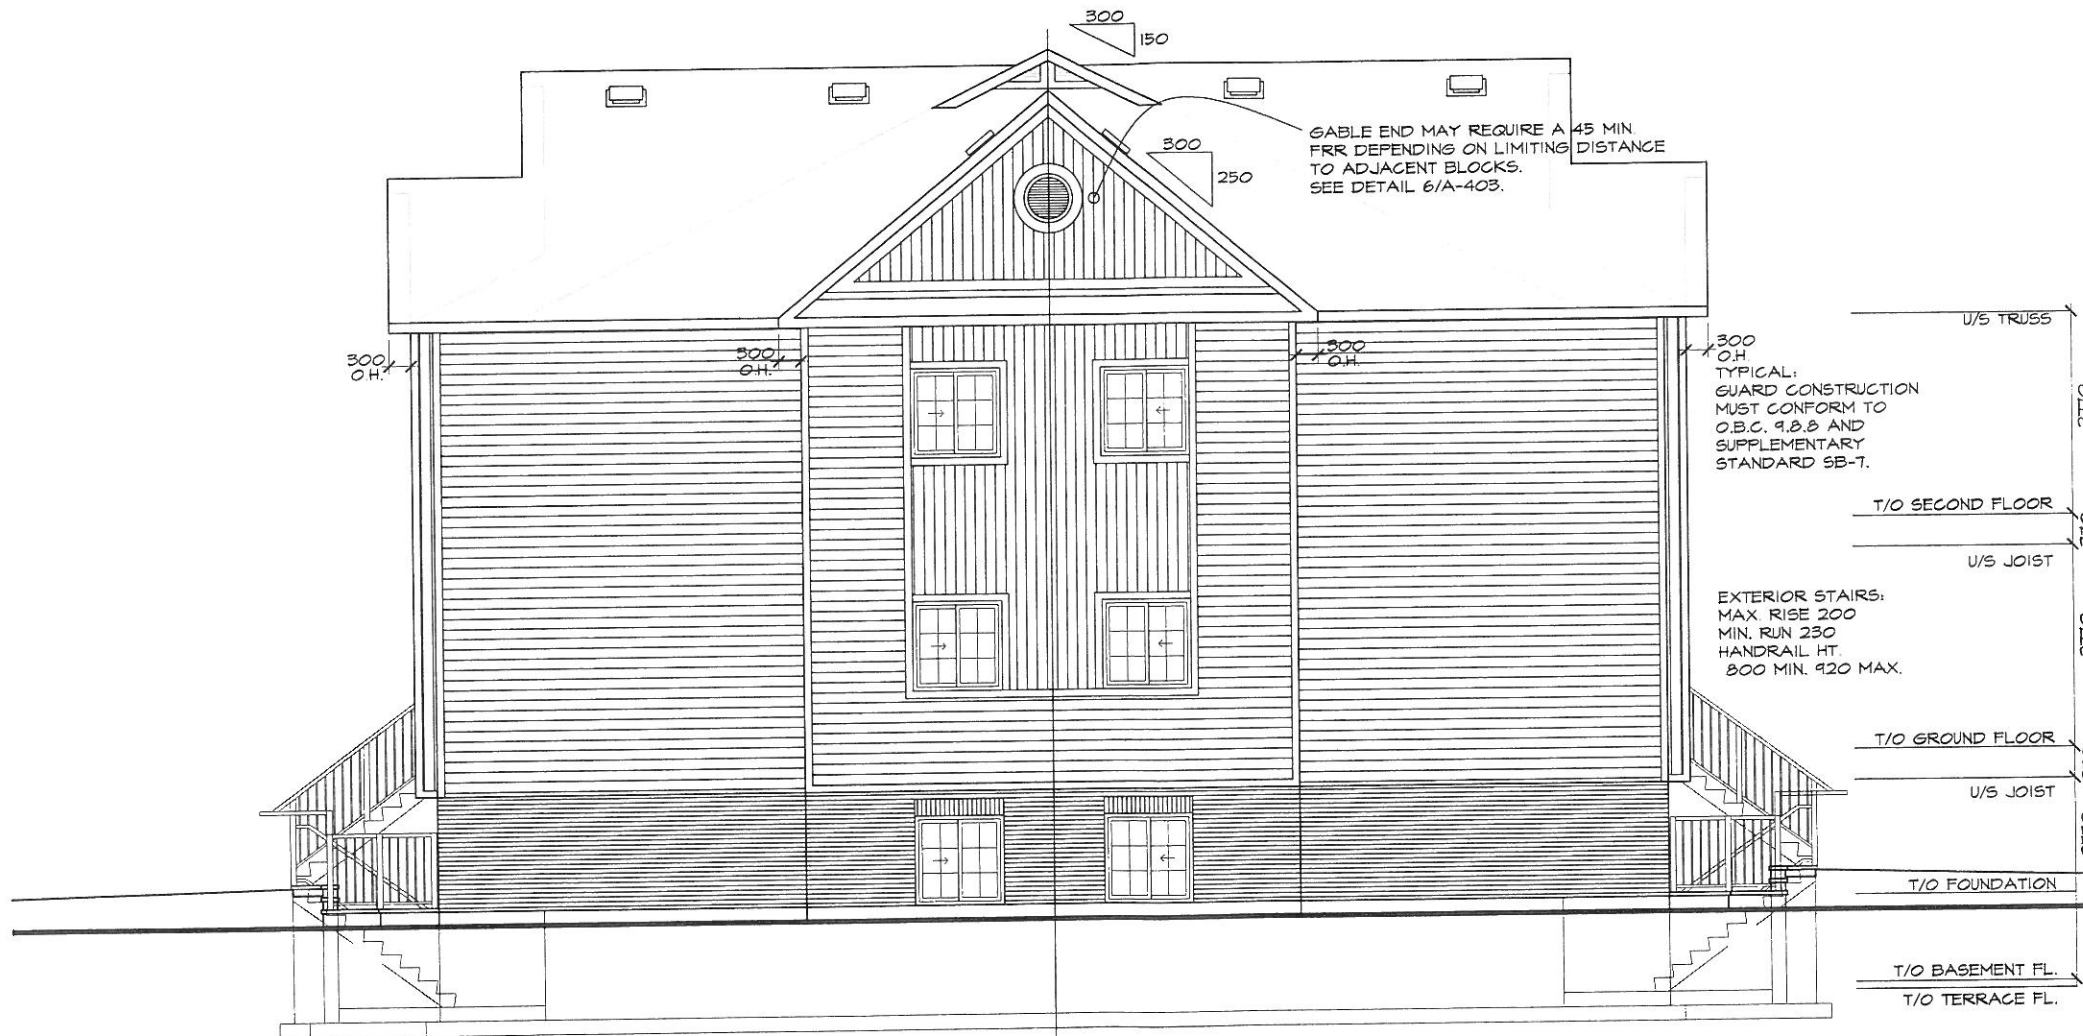 300
150
GABLE END MAY REQUIRE A 45 MIN.
FRR DEPENDING ON LIMITING DISTANCE
TO ADJACENT BLOCKS.
SEE DETAIL 6/A-403.
300
250
U/S TRUSS
300
O.H.
300
O.H.
300
O.H.
300
O.H.
TYPICAL:
GUARD CONSTRUCTION
MUST CONFORM TO
O.B.C. 9.8.8 AND
SUPPLEMENTARY
STANDARD SB-7.
T/O SECOND FLOOR
U/S JOIST
EXTERIOR STAIRS:
MAX. RISE 200
MIN. RUN 230
HANDRAIL HT.
800 MIN. 920 MAX.
T/O GROUND FLOOR
U/S JOIST
T/O FOUNDATION
T/O BASEMENT FL.
T/O TERRACE FL.